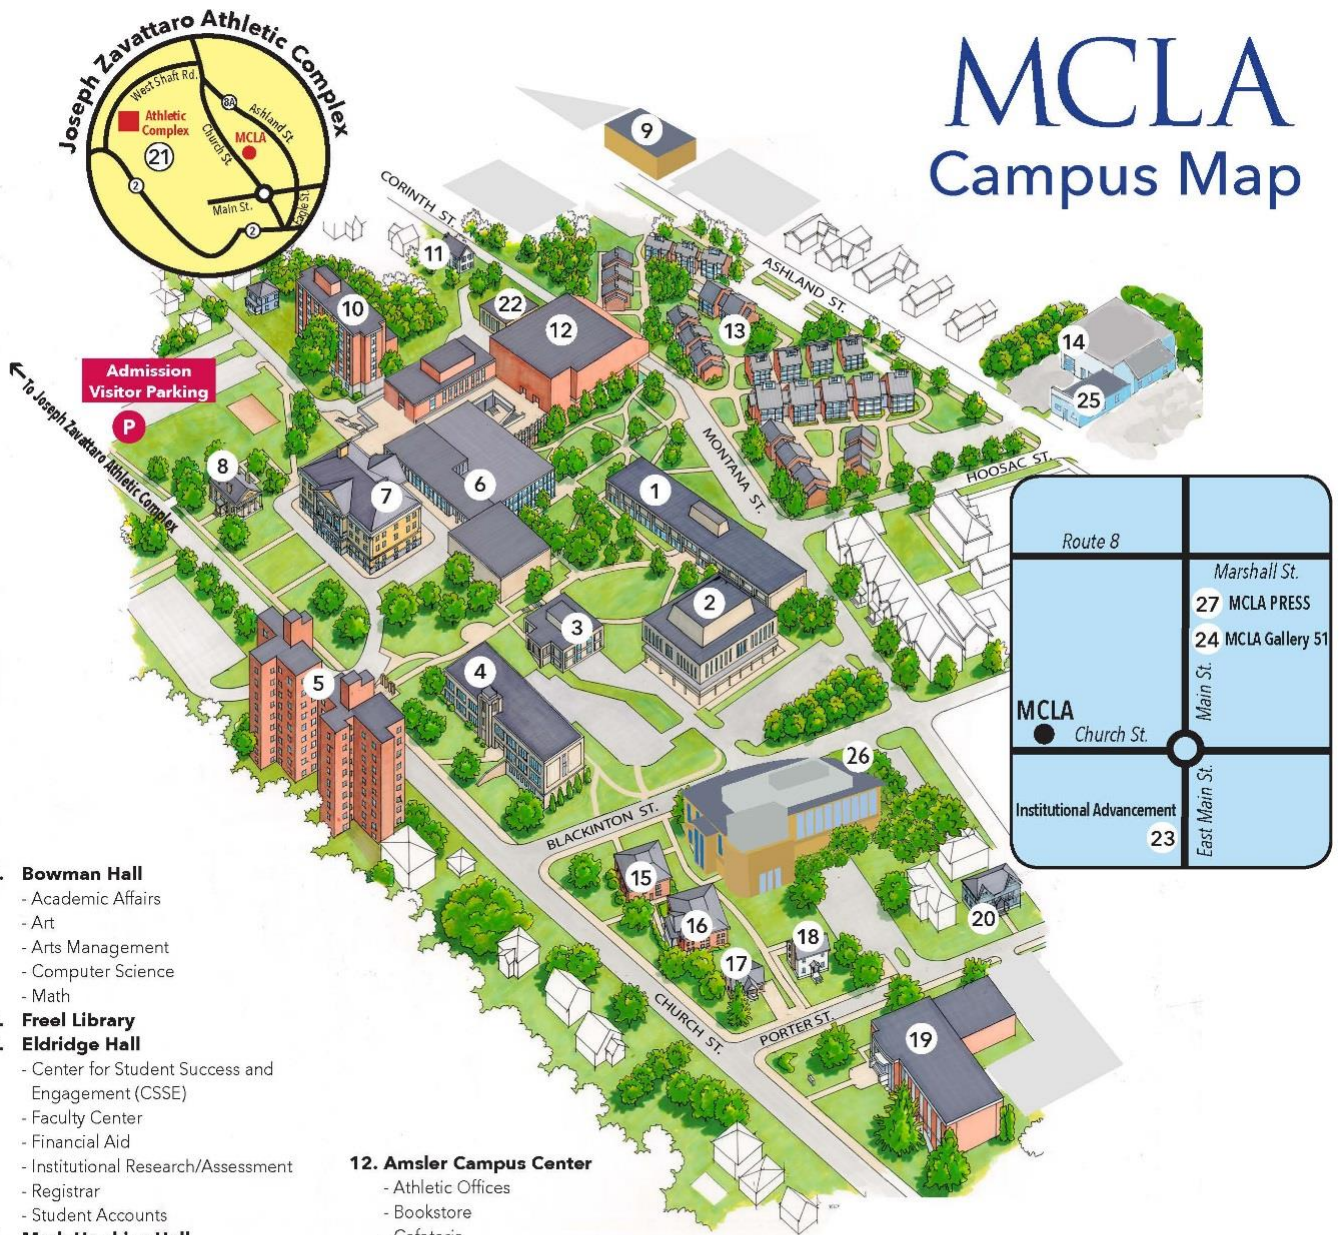 Joseph Zavattaro Athletic Complex
West Shaft Rd.
8A
Ashland St.
Athletic
Complex
21
Church St.
MCLA
2
Main St.
Eagle St.
2
MCLA
Campus Map
9
CORINTH ST.
11
ASHLAND ST.
10
22
12
13
14
25
Admission
Visitor Parking
P
To Joseph Zavattaro Athletic Complex
8
7
6
1
MONTANA ST.
HOOSAC ST.
2
3
4
5
26
BLACKINTON ST.
15
16
17
18
20
CHURCH ST.
PORTER ST.
19
Route 8
Marshall St.
27 MCLA PRESS
24 MCLA Gallery 51
Main St.
MCLA
Church St.
Institutional Advancement
23
East Main St.
. Bowman Hall
- Academic Affairs
- Art
- Arts Management
- Computer Science
- Math
. Freel Library
. Eldridge Hall
- Center for Student Success and
Engagement (CSSE)
- Faculty Center
- Financial Aid
- Institutional Research/Assessment
- Registrar
- Student Accounts
12. Amsler Campus Center
- Athletic Offices
- Bookstore